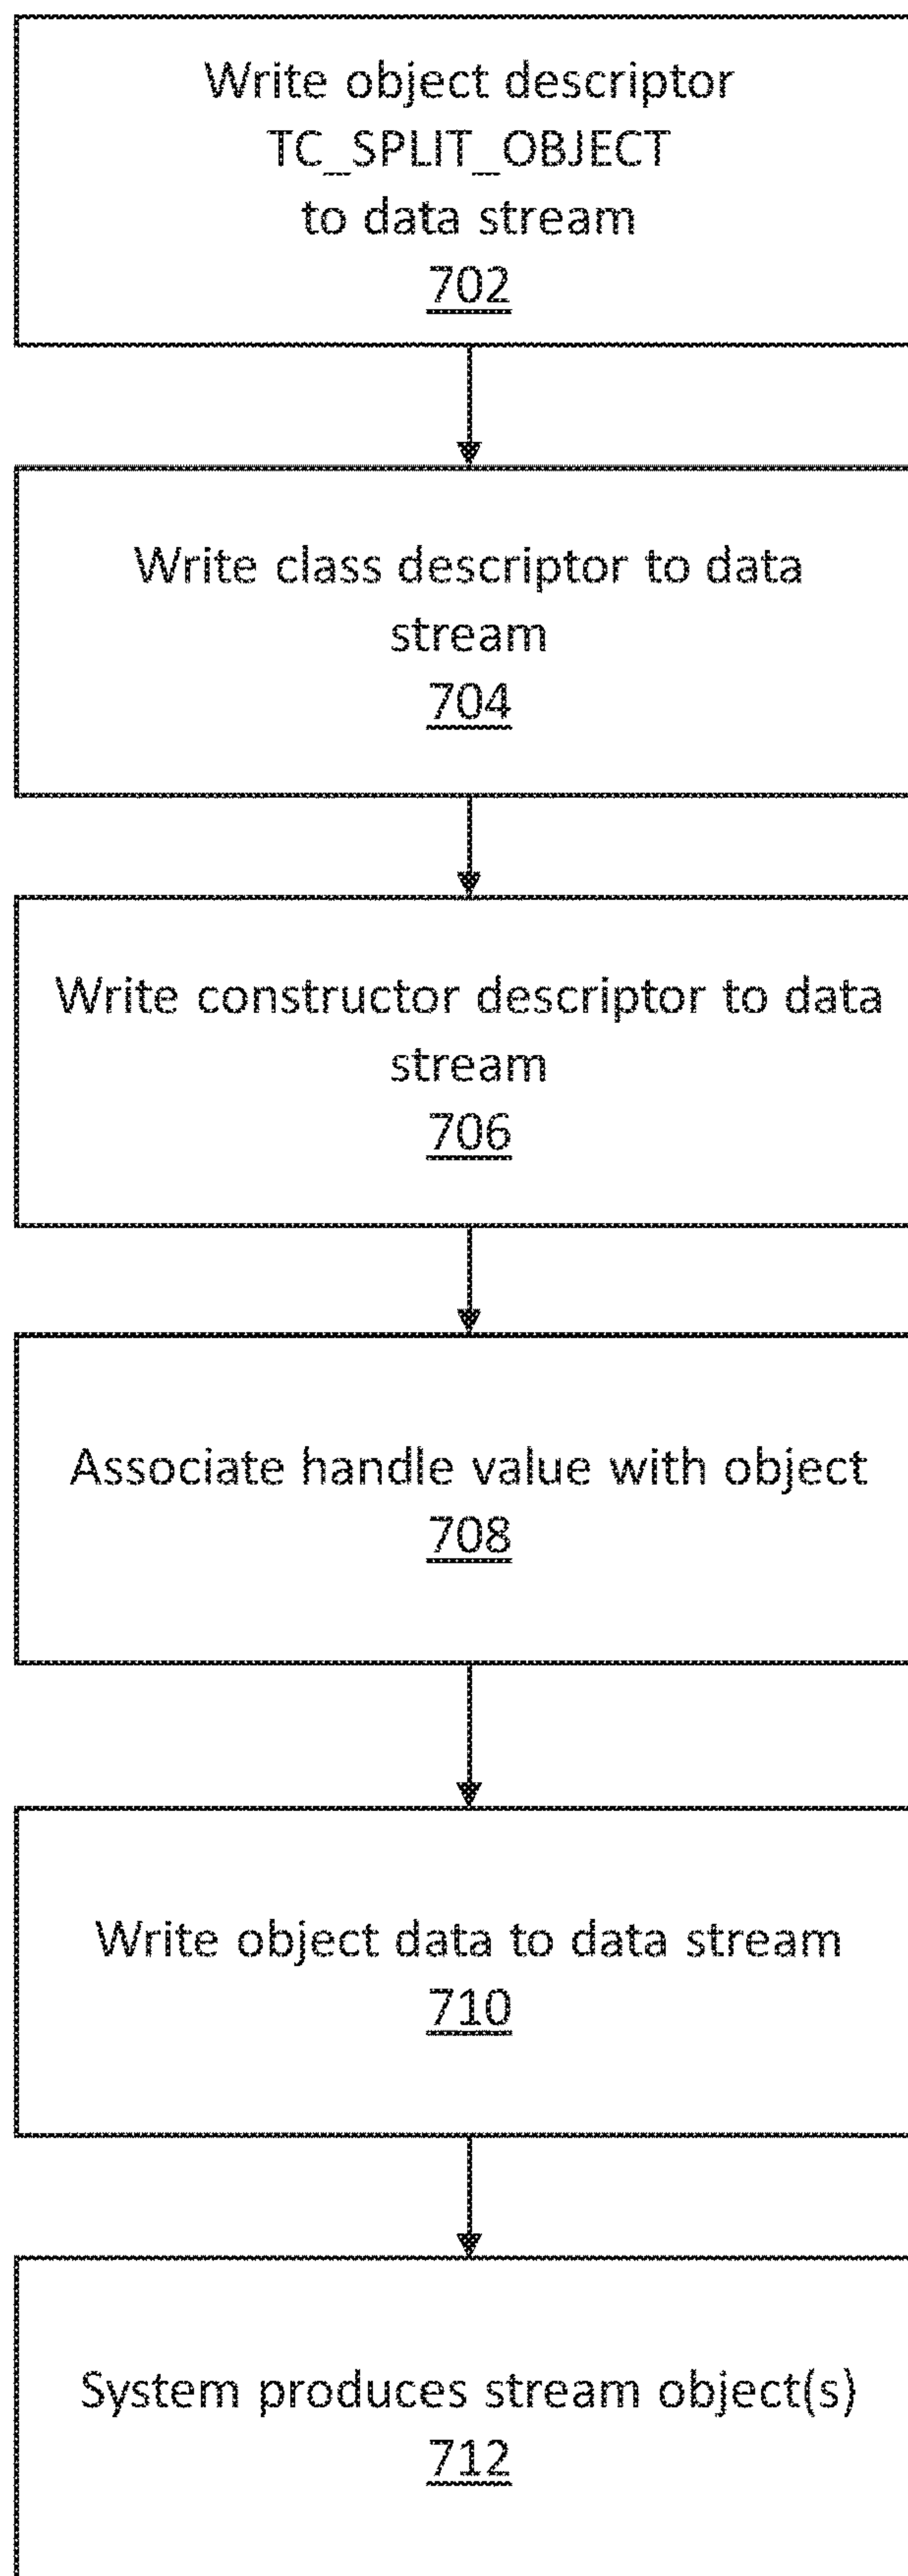 Write object descriptor
TC_SPLIT_OBJECT
to data stream
702
Write class descriptor to data
stream
704
Write constructor descriptor to data
stream
706
Associate handle value with object
708
Write object data to data stream
710
System produces stream object(s)
712